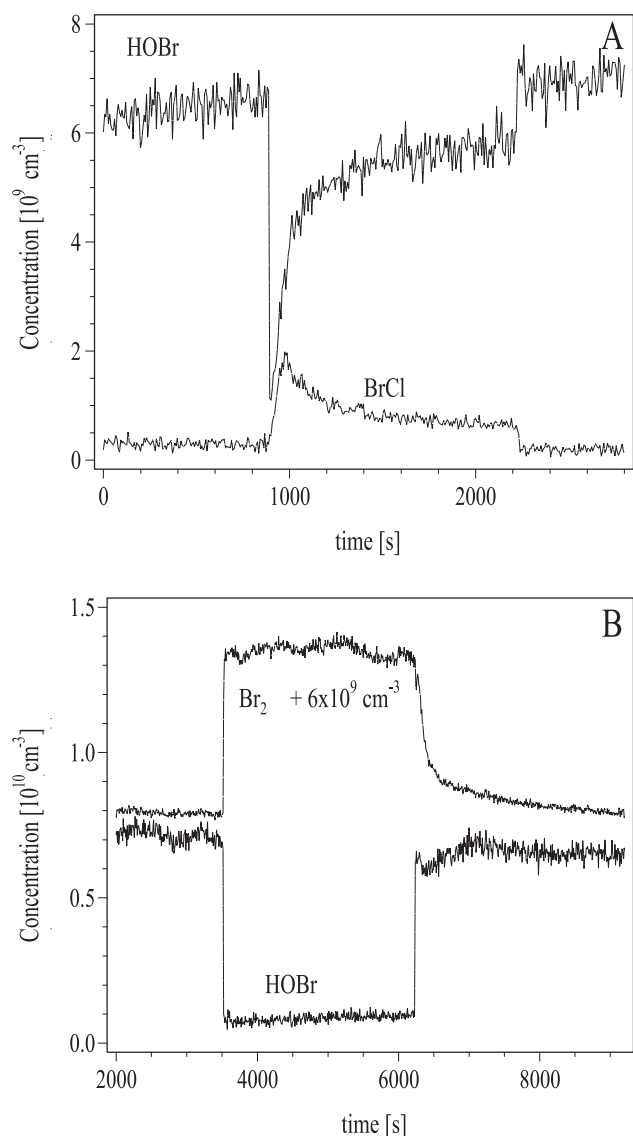 A
HOBr
8
6
4
2
0
Concentration [10⁹ cm⁻³]
BrCl
0 1000 2000
time [s]
B
1.5
1.0
0.5
0.0
Concentration [10¹⁰ cm⁻³]
Br₂ + 6x10⁹ cm⁻³
HOBr
2000 4000 6000 8000
time [s]